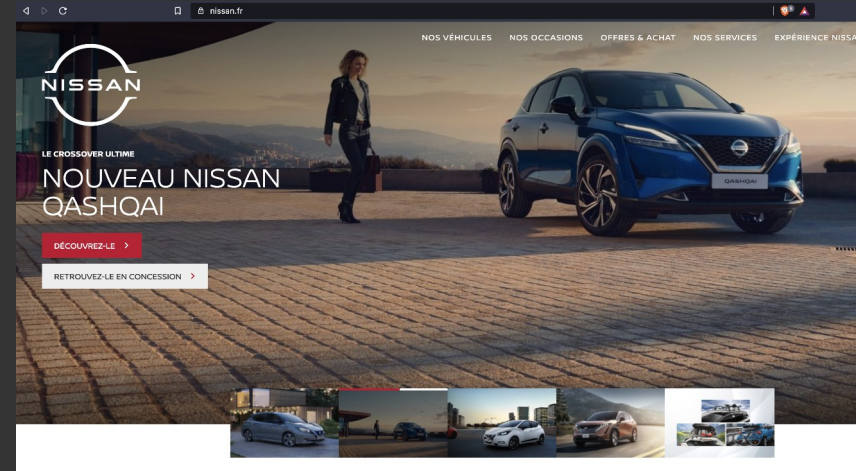 nissan.fr
NOS VÉHICULES NOS OCCASIONS OFFRES & ACHAT NOS SERVICES EXPÉRIENCE NISSA
NISSAN
LE CROSSOVER ULTIME
NOUVEAU NISSAN
QASHQAI
QASHQAI
DÉCOUVREZ-LE >
RETROUVEZ-LE EN CONCESSION >